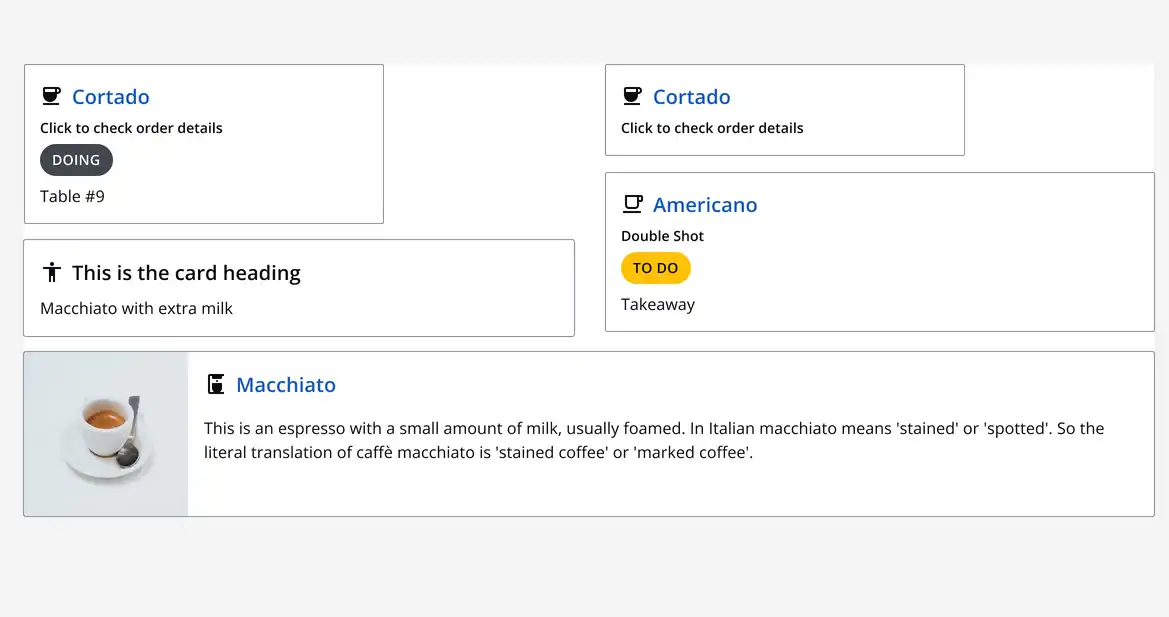 Cortado
Click to check order details
DOING
Table #9
This is the card heading
Macchiato with extra milk
Cortado
Click to check order details
Americano
Double Shot
TO DO
Takeaway
Macchiato
This is an espresso with a small amount of milk, usually foamed. In Italian macchiato means 'stained' or 'spotted'. So the
literal translation of caffè macchiato is 'stained coffee' or 'marked coffee'.